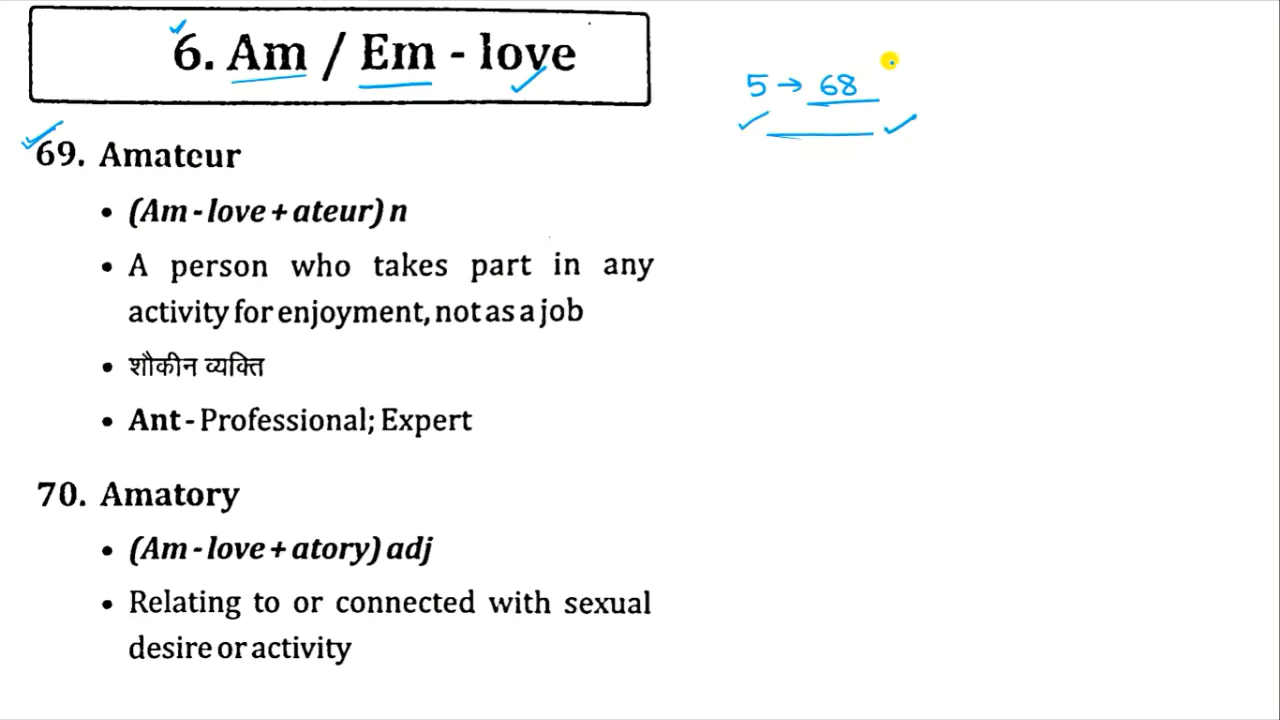 6. Am / Em - love
5 → 68
69. Amateur
• (Am - love + ateur) n
• A person who takes part in any
activity for enjoyment, not as a job
• शौकीन व्यक्ति
• Ant - Professional; Expert
70. Amatory
• (Am - love + atory) adj
• Relating to or connected with sexual
desire or activity